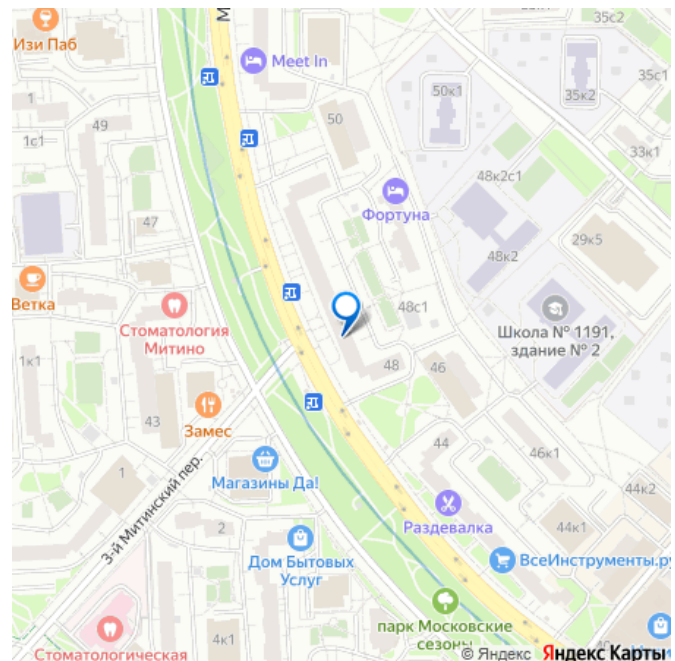 Изи Паб
М
Meet In
35с2
35с1
50к1
35к2
1
49
1с1
50
33к1
48к2с1
Фортуна
47
29к5
48к2
Ветка
Стоматология
Митино
48с1
Школа № 1191,
здание № 2
1к1
48
46
43
Замес
44
46к1
1
Магазины Да!
3-й Митинский пер.
44к2
2
Раздевалка
44к1
Дом Бытовых
Услуг
ВсеИнструменты.ру
парк Московские
сезоны
4к1
Стоматологическая
© Яндекс Яндекс Карты